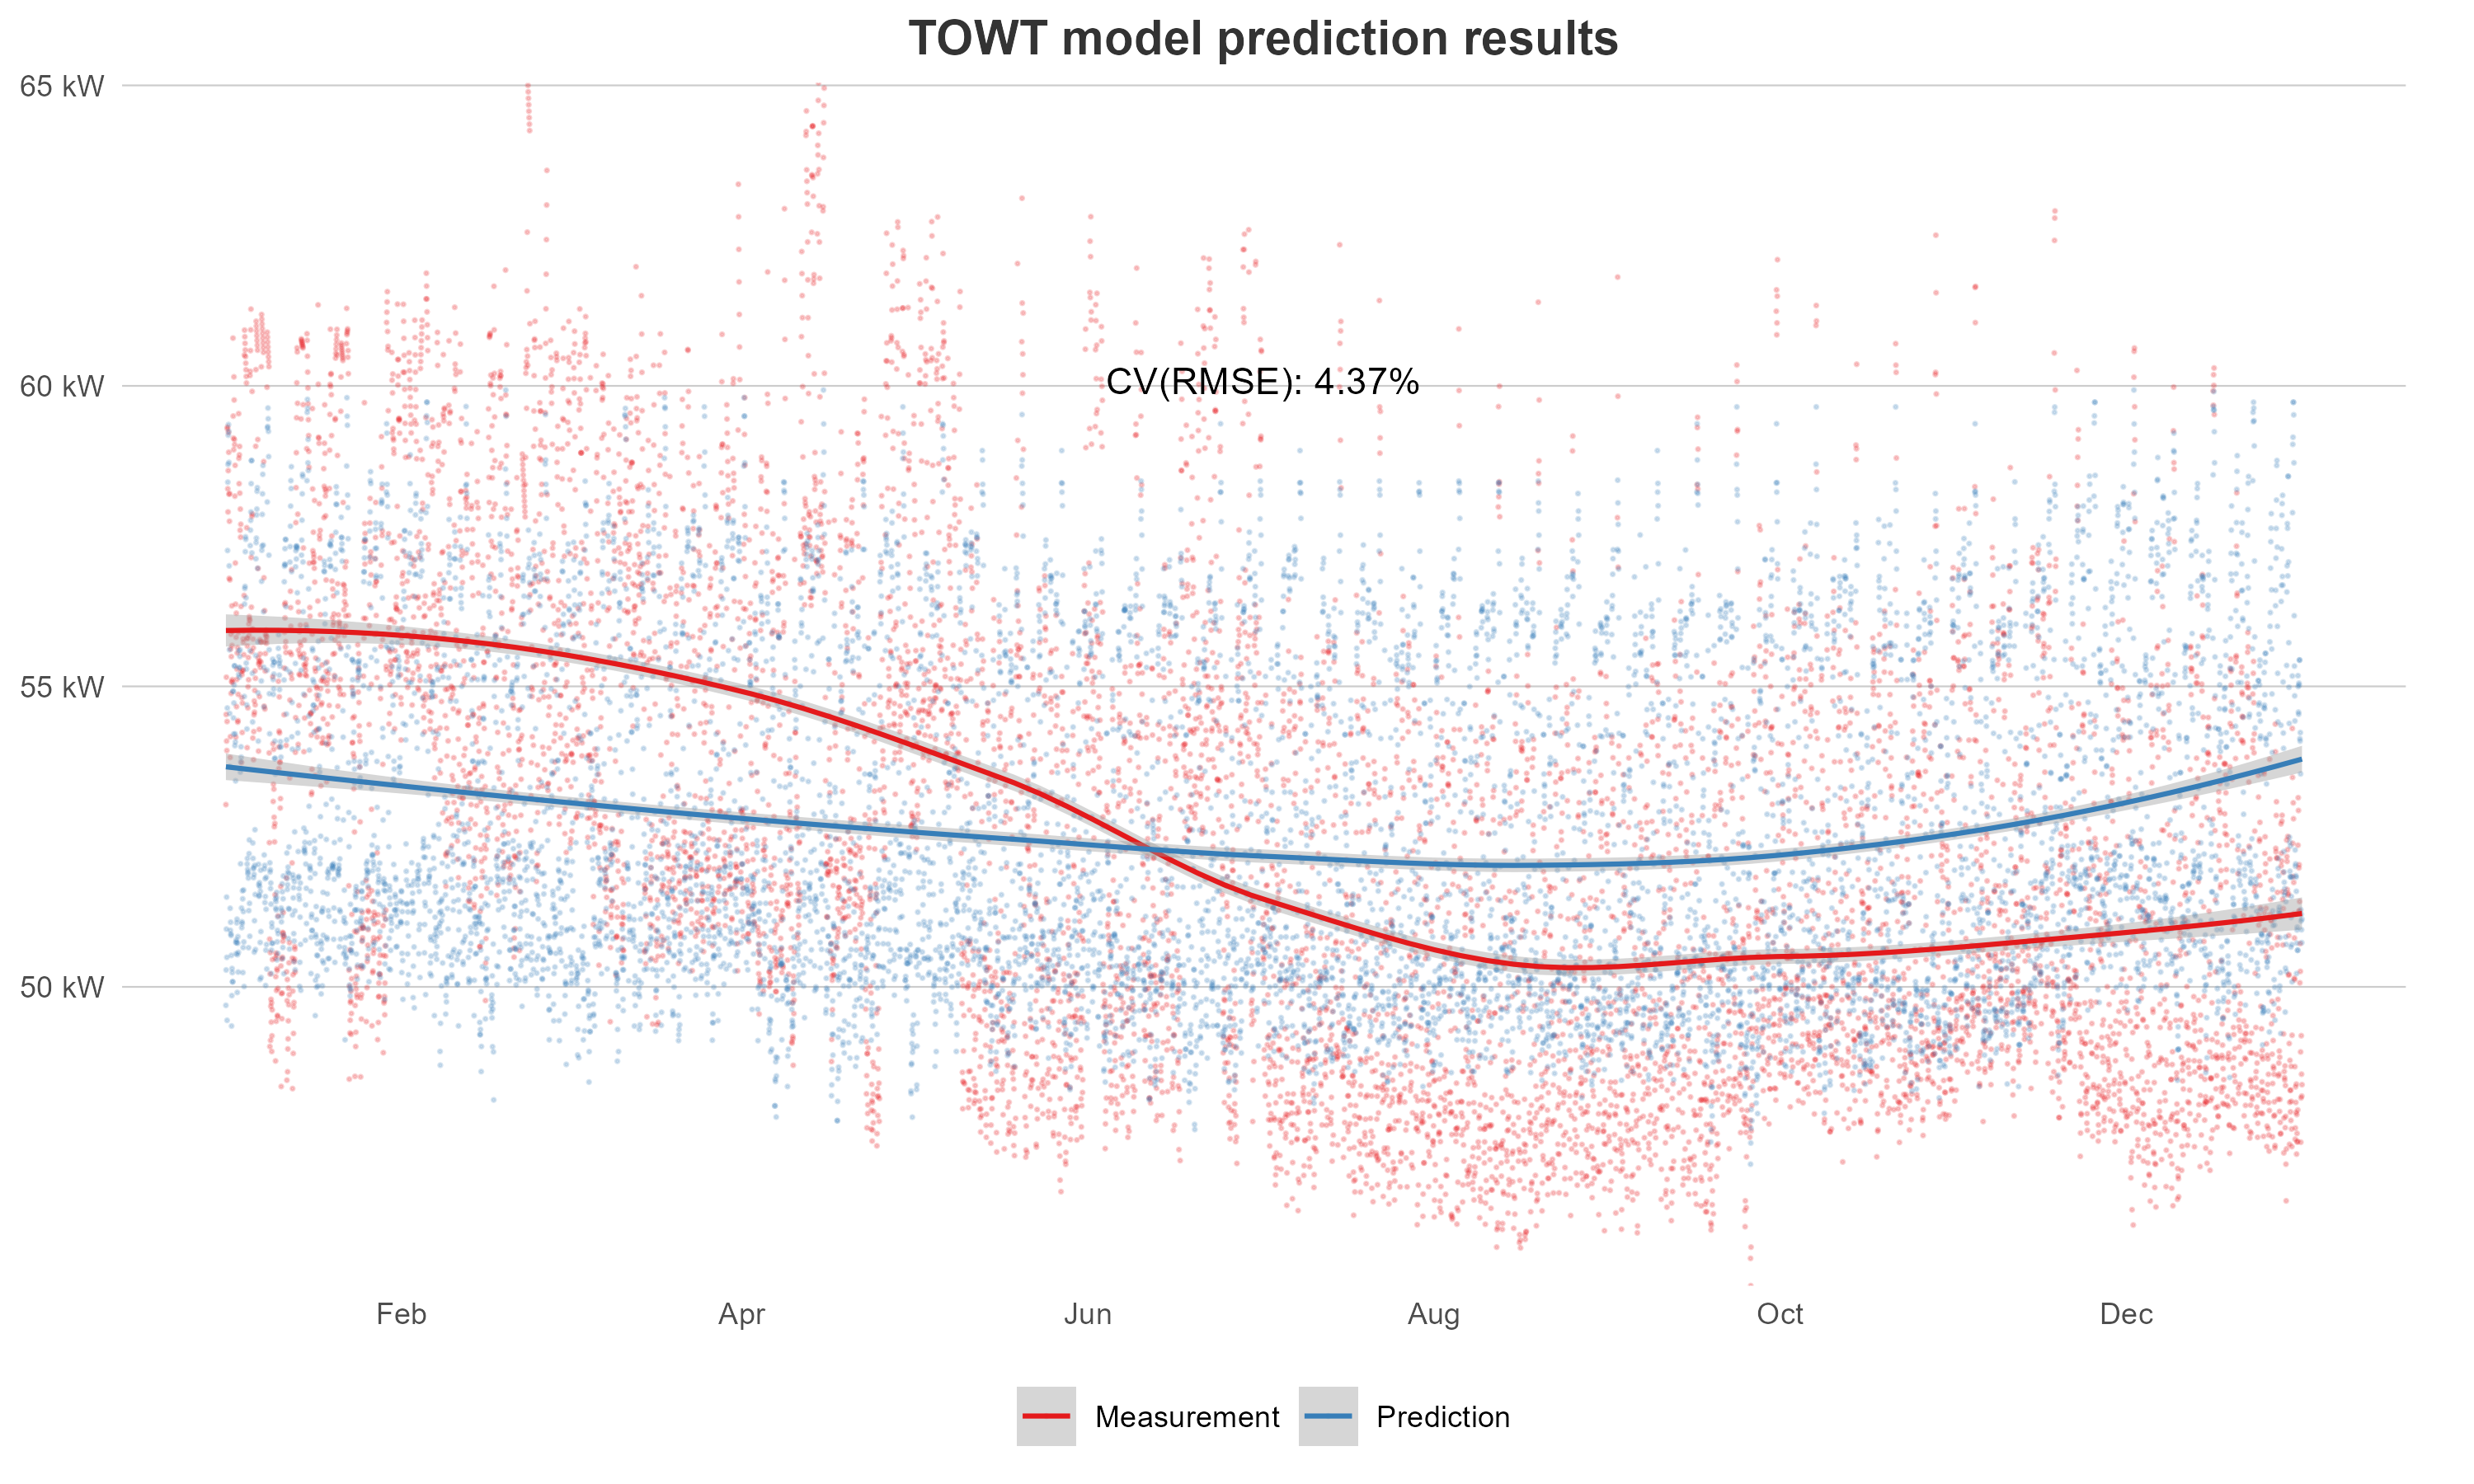 TOWT model prediction results
65 kW
60 kW
CV(RMSE): 4.37%
55 kW
50 kW
Feb Apr Jun Aug Oct Dec
Measurement Prediction